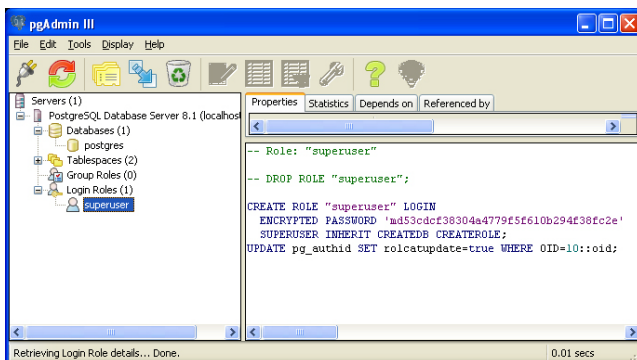 pgAdmin III
File Edit Tools Display Help
Servers (1)
PostgreSQL Database Server 8.1 (localhost
Databases (1)
postgres
Tablespaces (2)
Group Roles (0)
Login Roles (1)
superuser
Properties Statistics Depends on Referenced by
-- Role: "superuser"
-- DROP ROLE "superuser";
CREATE ROLE "superuser" LOGIN
ENCRYPTED PASSWORD 'md53cdcf38304a4779f5f610b294f38fc2e'
SUPERUSER INHERIT CREATEDB CREATEROLE;
UPDATE pg_authid SET rolcatupdate=true WHERE OID=10::oid;
Retrieving Login Role details... Done. 0.01 secs